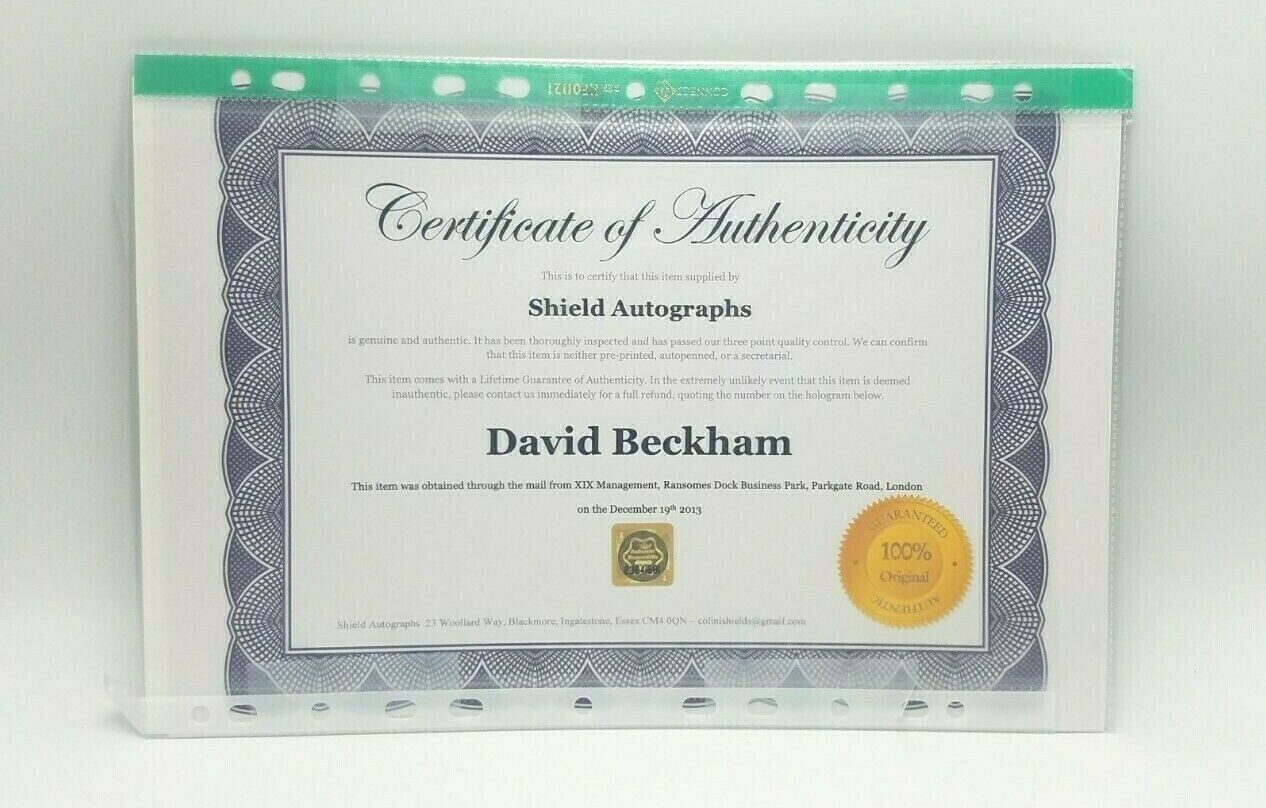 CONNECT
Certificate of Authenticity
This is to certify that this item supplied by
Shield Autographs
is genuine and authentic. It has been thoroughly inspected and has passed our three point quality control. We can confirm
that this item is neither pre-printed, autopenned, or a secretarial.
This item comes with a Lifetime Guarantee of Authenticity. In the extremely unlikely event that this item is deemed
inauthentic, please contact us immediately for a full refund, quoting the number on the hologram below.
David Beckham
This item was obtained through the mail from XIX Management, Ransomes Dock Business Park, Parkgate Road, London
on the December 19th 2013
GUARANTEED
100%
Original
AUTHENTIC
Shield Autographs 23 Woollard Way, Blackmore, Ingatestone, Essex CM4 0QN – colinishields@gmail.com